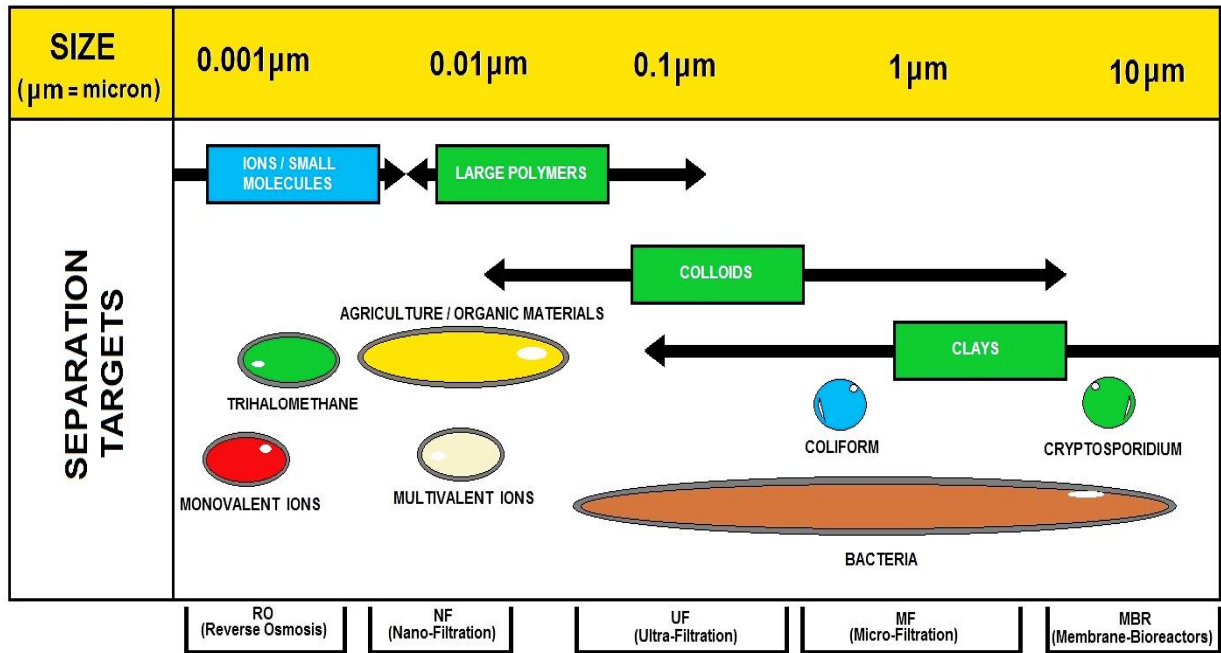 SIZE
(µm = micron)
0.001µm
0.01µm
0.1µm
1µm
10µm
SEPARATION
TARGETS
IONS / SMALL
MOLECULES
LARGE POLYMERS
COLLOIDS
AGRICULTURE / ORGANIC MATERIALS
CLAYS
TRIHALOMETHANE
COLIFORM
CRYPTOSPORIDIUM
MONOVALENT IONS
MULTIVALENT IONS
BACTERIA
RO
(Reverse Osmosis)
NF
(Nano-Filtration)
UF
(Ultra-Filtration)
MF
(Micro-Filtration)
MBR
(Membrane-Bioreactors)